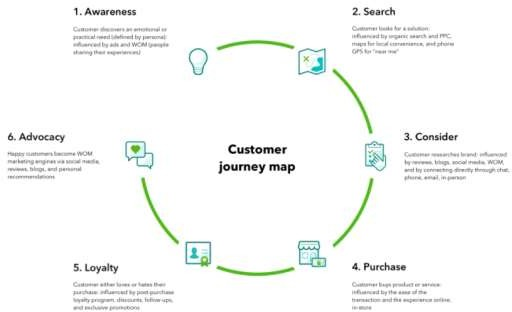 1. Awareness
Customer discovers an emotional or
practical need (defined by persona):
influenced by ads and WOM (people
sharing their experiences)
2. Search
Customer looks for a solution:
influenced by organic search and PPC,
maps for local convenience, and phone
GPS for "near me"
3. Consider
Customer researches brand: influenced
by reviews, blogs, social media, WOM,
and by connecting directly through chat,
phone, email, in person
4. Purchase
Customer buys product or service:
influenced by the ease of the
transaction and the experience online,
in-store
5. Loyalty
Customer either loves or hates their
purchase: influenced by post-purchase
loyalty program, discounts, follow ups,
and exclusive promotions
6. Advocacy
Happy customers become WOM
marketing engines via social media,
reviews, blogs, and personal
recommendations
Customer
journey map